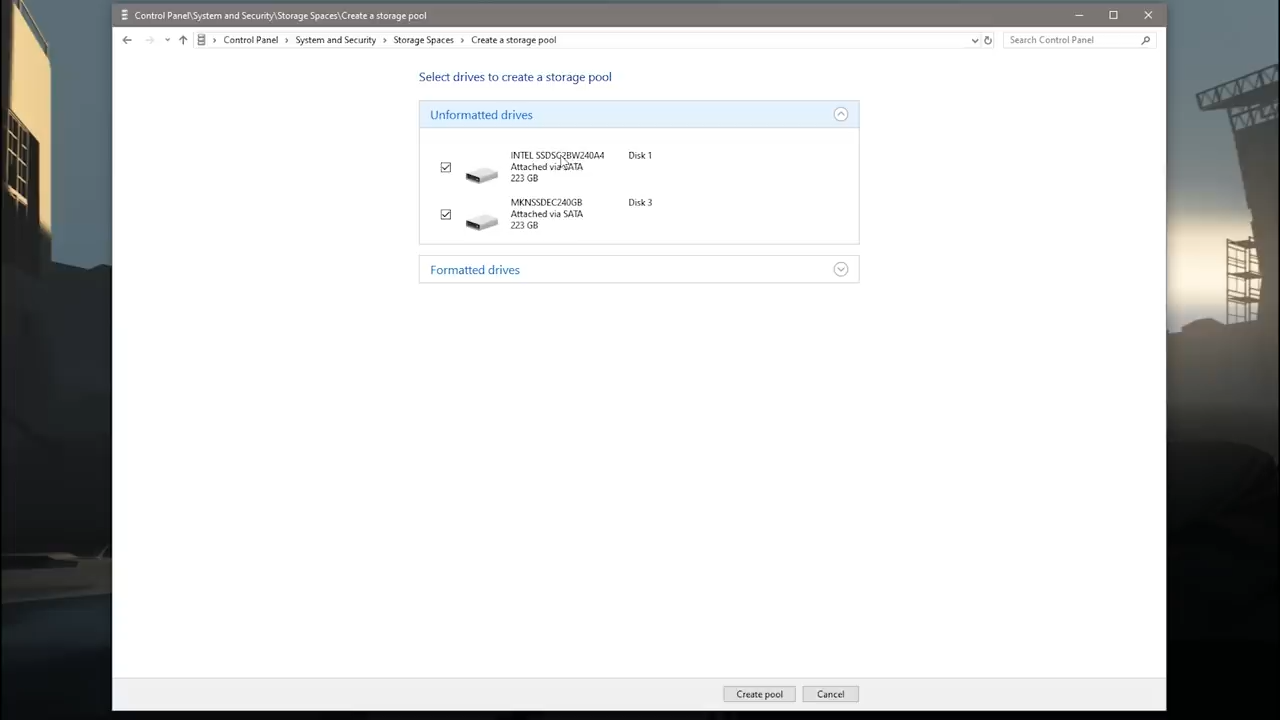 Control Panel\System and Security\Storage Spaces\Create a storage pool
Control Panel > System and Security > Storage Spaces > Create a storage pool
Search Control Panel
Select drives to create a storage pool
Unformatted drives
INTEL SSDSC2BW240A4 Disk 1
Attached via SATA
223 GB
MKNSSDEC240GB Disk 3
Attached via SATA
223 GB
Formatted drives
Create pool Cancel